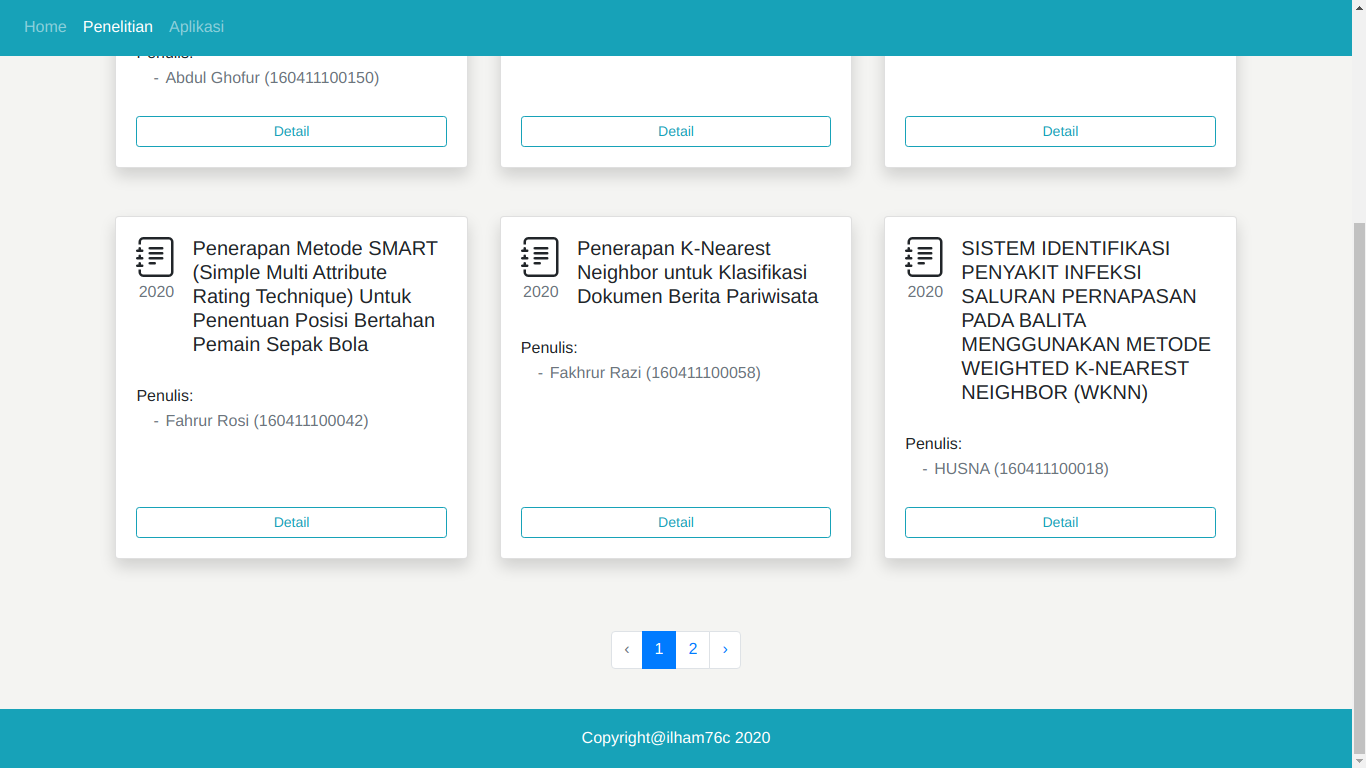 Home Penelitian Aplikasi
Penulis:
- Abdul Ghofur (160411100150)
Detail
Detail
Detail
2020
Penerapan Metode SMART
(Simple Multi Attribute
Rating Technique) Untuk
Penentuan Posisi Bertahan
Pemain Sepak Bola
Penulis:
- Fahrur Rosi (160411100042)
Detail
2020
Penerapan K-Nearest
Neighbor untuk Klasifikasi
Dokumen Berita Pariwisata
Penulis:
- Fakhrur Razi (160411100058)
Detail
2020
SISTEM IDENTIFIKASI
PENYAKIT INFEKSI
SALURAN PERNAPASAN
PADA BALITA
MENGGUNAKAN METODE
WEIGHTED K-NEAREST
NEIGHBOR (WKNN)
Penulis:
- HUSNA (160411100018)
Detail
‹ 1 2 ›
Copyright@ilham76c 2020